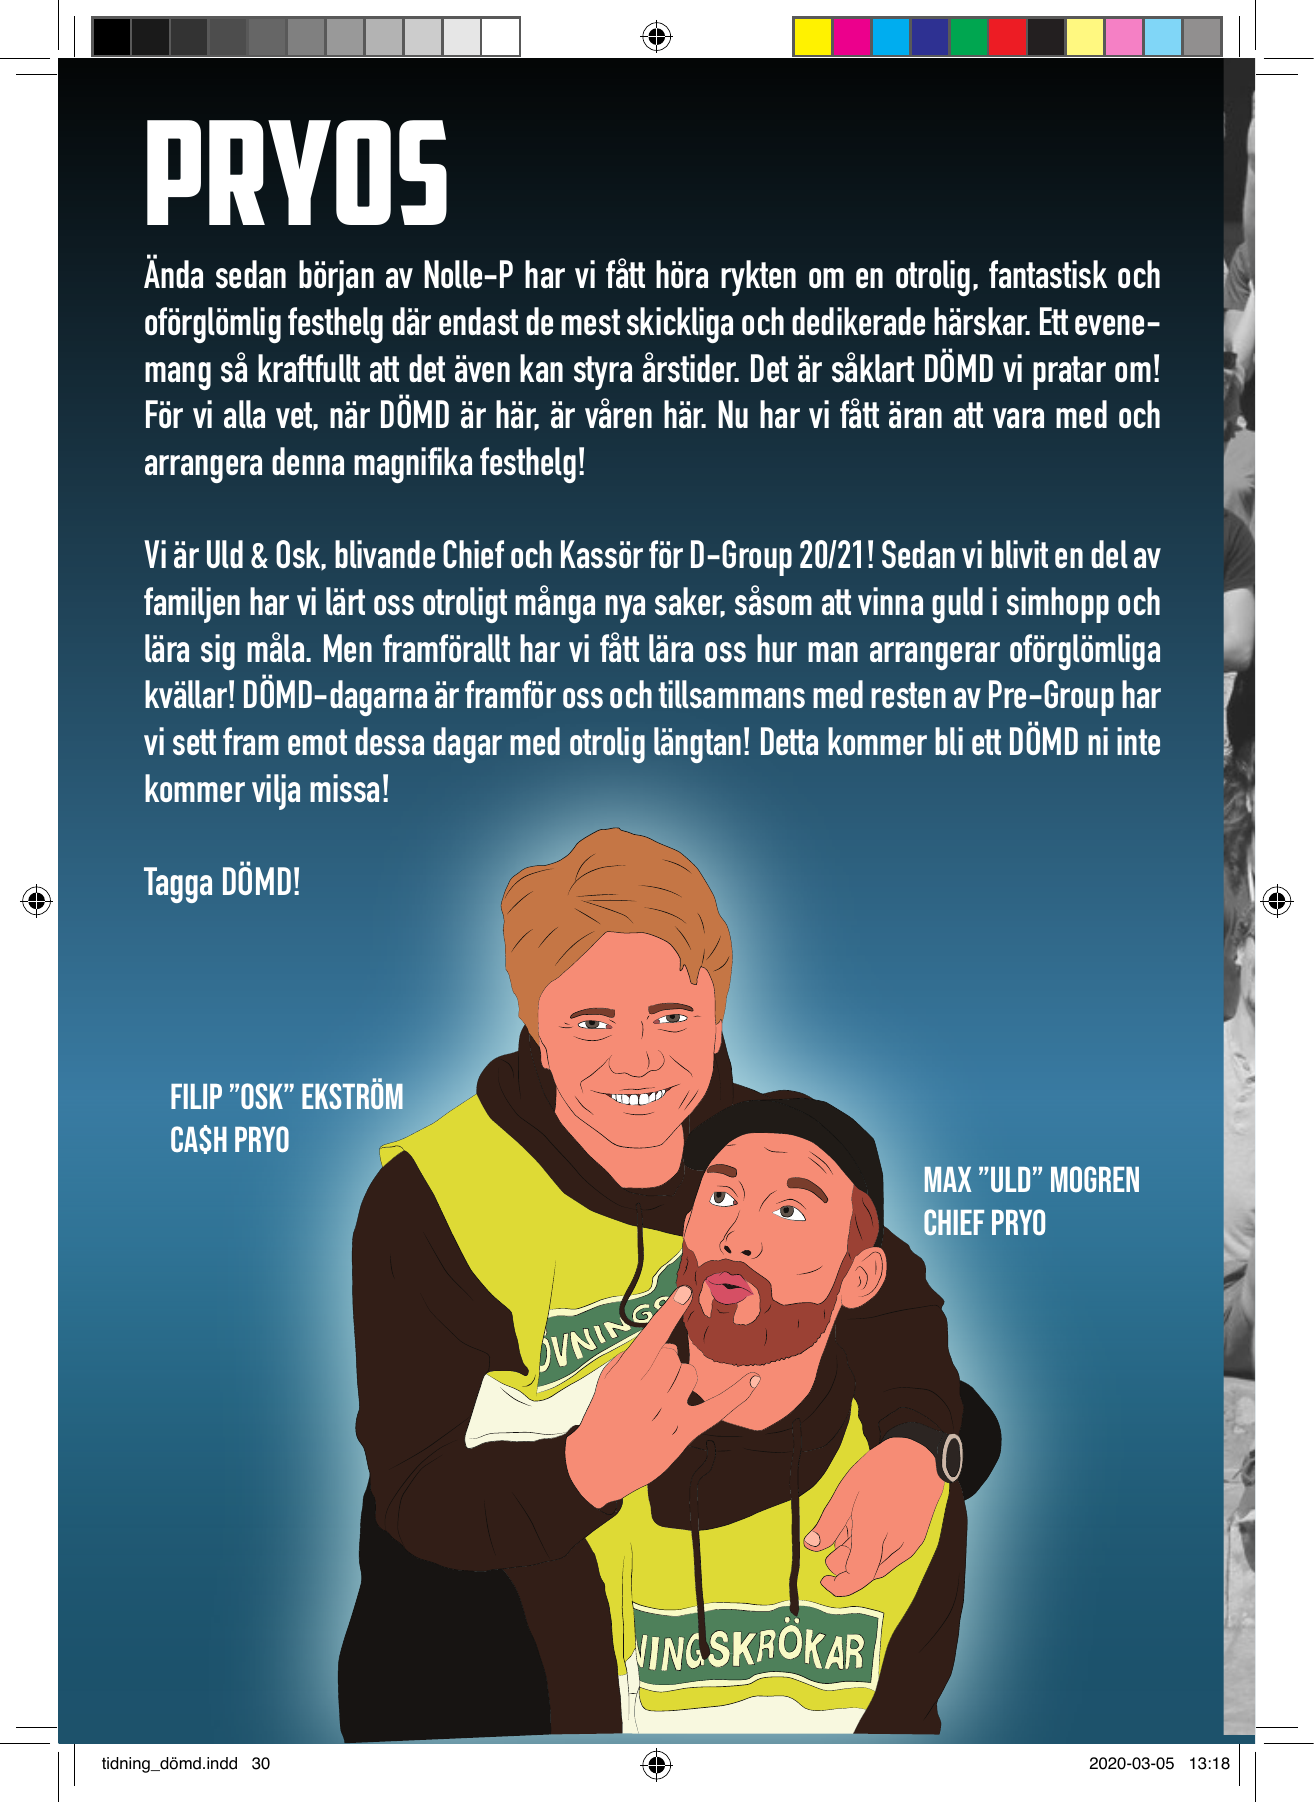 PRYOS
Ända sedan början av Nolle-P har vi fått höra rykten om en otrolig, fantastisk och
oförglömlig festhelg där endast de mest skickliga och dedikerade härskar. Ett evene-
mang så kraftfullt att det även kan styra årstider. Det är såklart DÖMD vi pratar om!
För vi alla vet, när DÖMD är här, är våren här. Nu har vi fått äran att vara med och
arrangera denna magnifika festhelg!
Vi är Uld & Osk, blivande Chief och Kassör för D-Group 20/21! Sedan vi blivit en del av
familjen har vi lärt oss otroligt många nya saker, såsom att vinna guld i simhopp och
lära sig måla. Men framförallt har vi fått lära oss hur man arrangerar oförglömliga
kvällar! DÖMD-dagarna är framför oss och tillsammans med resten av Pre-Group har
vi sett fram emot dessa dagar med otrolig längtan! Detta kommer bli ett DÖMD ni inte
kommer vilja missa!
Tagga DÖMD!
FILIP ”OSK” EKSTRÖM
CA$H PRYO
MAX ”ULD” MOGREN
CHIEF PRYO
ÖVNINGS
NINGSKRÖKAR
tidning_dömd.indd 30
2020-03-05 13:18